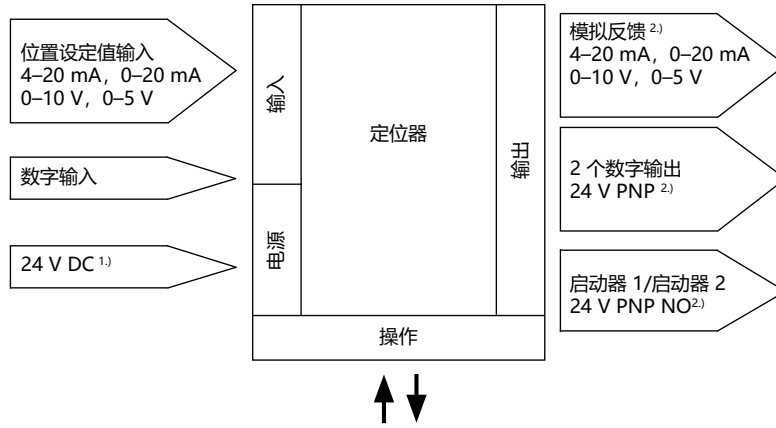 位置设定值输入
4–20 mA，0–20 mA
0–10 V，0–5 V
数字输入
24 V DC 1.)
输入
电源
定位器
输出
操作
模拟反馈 2.)
4–20 mA，0–20 mA
0–10 V，0–5 V
2 个数字输出
24 V PNP 2.)
启动器 1/启动器 2
24 V PNP NO2.)